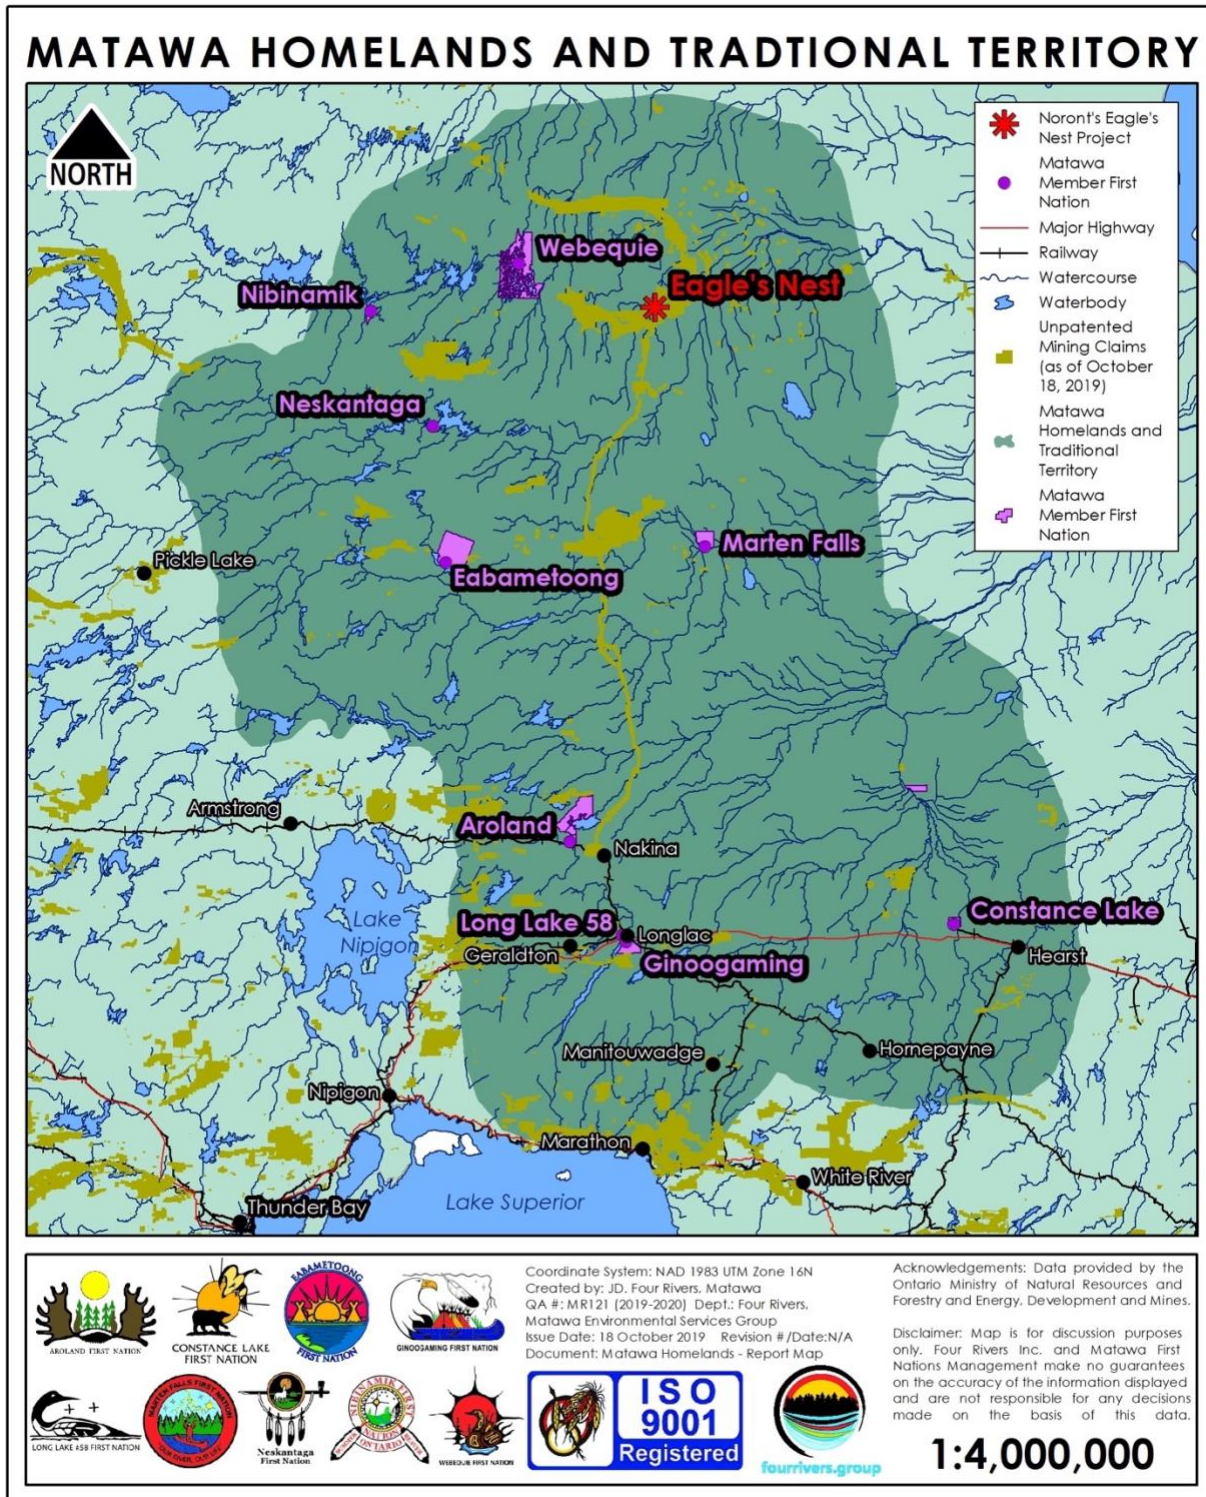 MATAWA HOMELANDS AND TRADTIONAL TERRITORY
NORTH
Noront's Eagle's
Nest Project
Matawa
Member First
Nation
Major Highway
Railway
Watercourse
Waterbody
Unpatented
Mining Claims
(as of October
18, 2019)
Matawa
Homelands and
Traditional
Territory
Matawa
Member First
Nation
Webequie
Nibinamik
Eagle's Nest
Neskantaga
Marten Falls
Pickle Lake
Eabametoong
Armstrong
Aroland
Nakina
Lake
Nipigon
Long Lake 58
Longlac
Constance Lake
Geraldton
Ginoogaming
Hearst
Manitouwadge
Hornepayne
Nipigon
Marathon
White River
Lake Superior
Thunder Bay
AROLAND FIRST NATION
CONSTANCE LAKE
FIRST NATION
EABAMETOONG
FIRST NATION
GINOOGAMING FIRST NATION
LONG LAKE #58 FIRST NATION
MARTEN FALLS FIRST NATION
"OUR RIVER, OUR LIFE"
Neskantaga
First Nation
NIBINAMIK FIRST
NATION
ONTARIO
WEBEQUIE FIRST NATION
Coordinate System: NAD 1983 UTM Zone 16N
Created by: JD. Four Rivers, Matawa
QA #: MR121 (2019-2020) Dept.: Four Rivers,
Matawa Environmental Services Group
Issue Date: 18 October 2019 Revision #/Date:N/A
Document: Matawa Homelands - Report Map
ISO
9001
Registered
fourrivers.group
Acknowledgements: Data provided by the
Ontario Ministry of Natural Resources and
Forestry and Energy, Development and Mines.
Disclaimer: Map is for discussion purposes
only. Four Rivers Inc. and Matawa First
Nations Management make no guarantees
on the accuracy of the information displayed
and are not responsible for any decisions
made on the basis of this data.
1:4,000,000